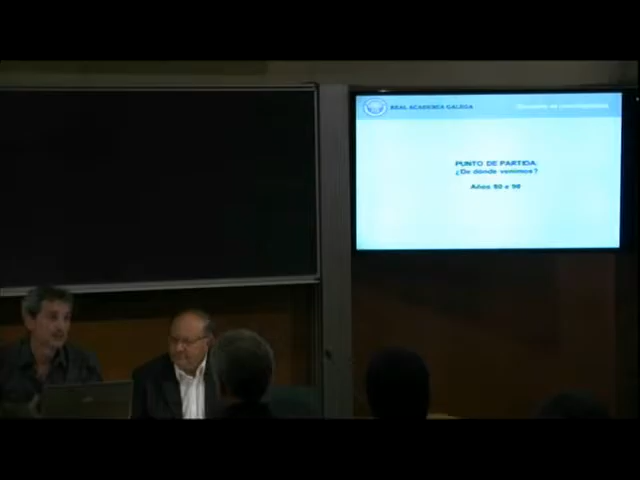 REAL ACADEMIA GALEGA
PUNTO DE PARTIDA:
¿De dónde venimos?
Años 80 e 90